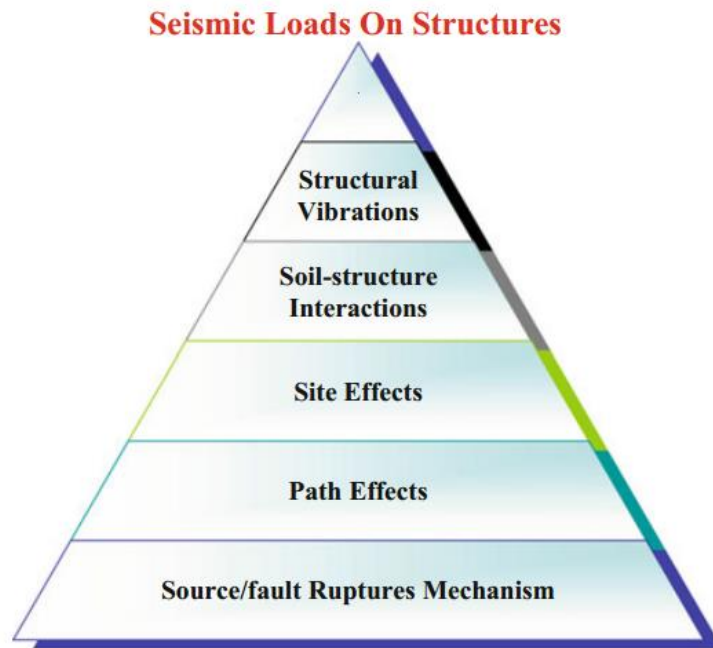 Seismic Loads On Structures
Structural
Vibrations
Soil-structure
Interactions
Site Effects
Path Effects
Source/fault Ruptures Mechanism